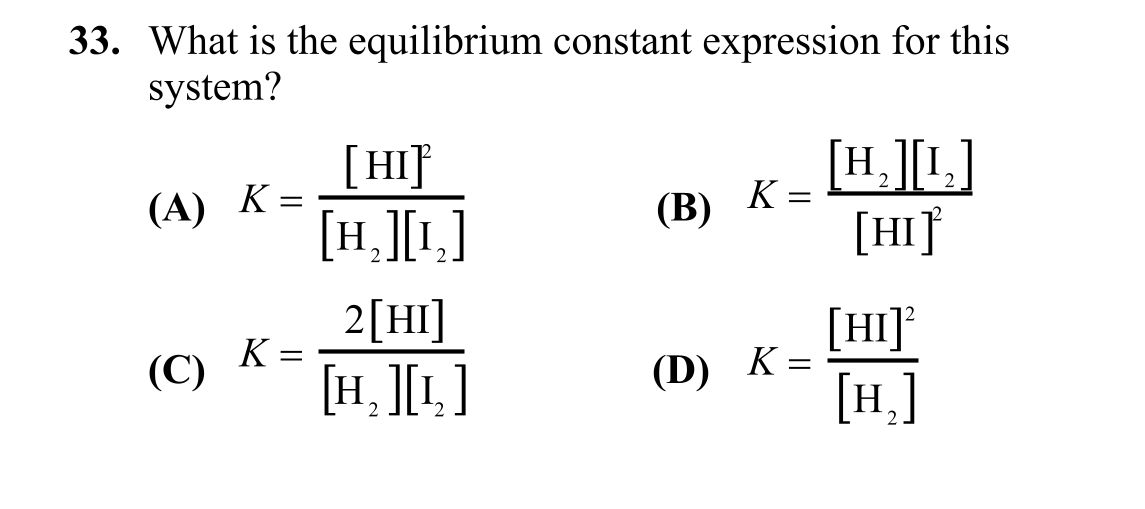 33. What is the equilibrium constant expression for this
system?
(A) K = [HI]² / [H₂][I₂]
(B) K = [H₂][I₂] / [HI]²
(C) K = 2[HI] / [H₂][I₂]
(D) K = [HI]² / [H₂]